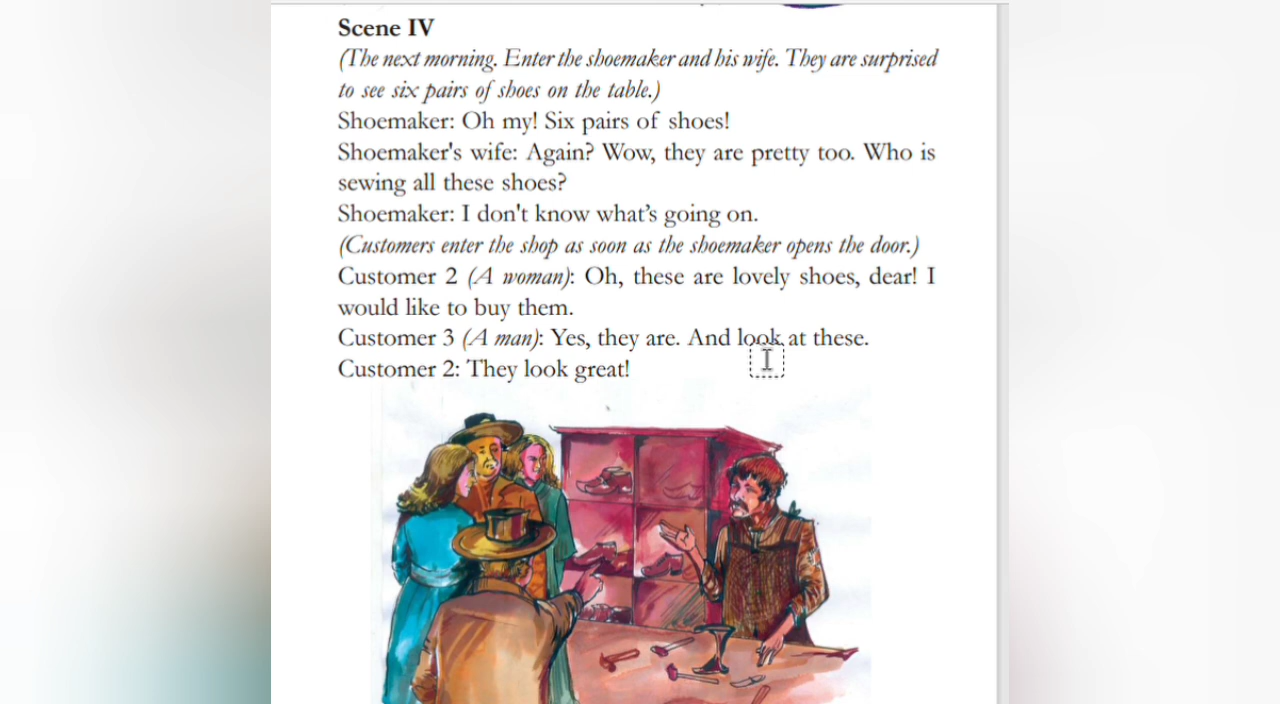 Scene IV
(The next morning. Enter the shoemaker and his wife. They are surprised
to see six pairs of shoes on the table.)
Shoemaker: Oh my! Six pairs of shoes!
Shoemaker's wife: Again? Wow, they are pretty too. Who is
sewing all these shoes?
Shoemaker: I don't know what’s going on.
(Customers enter the shop as soon as the shoemaker opens the door.)
Customer 2 (A woman): Oh, these are lovely shoes, dear! I
would like to buy them.
Customer 3 (A man): Yes, they are. And look at these.
Customer 2: They look great!